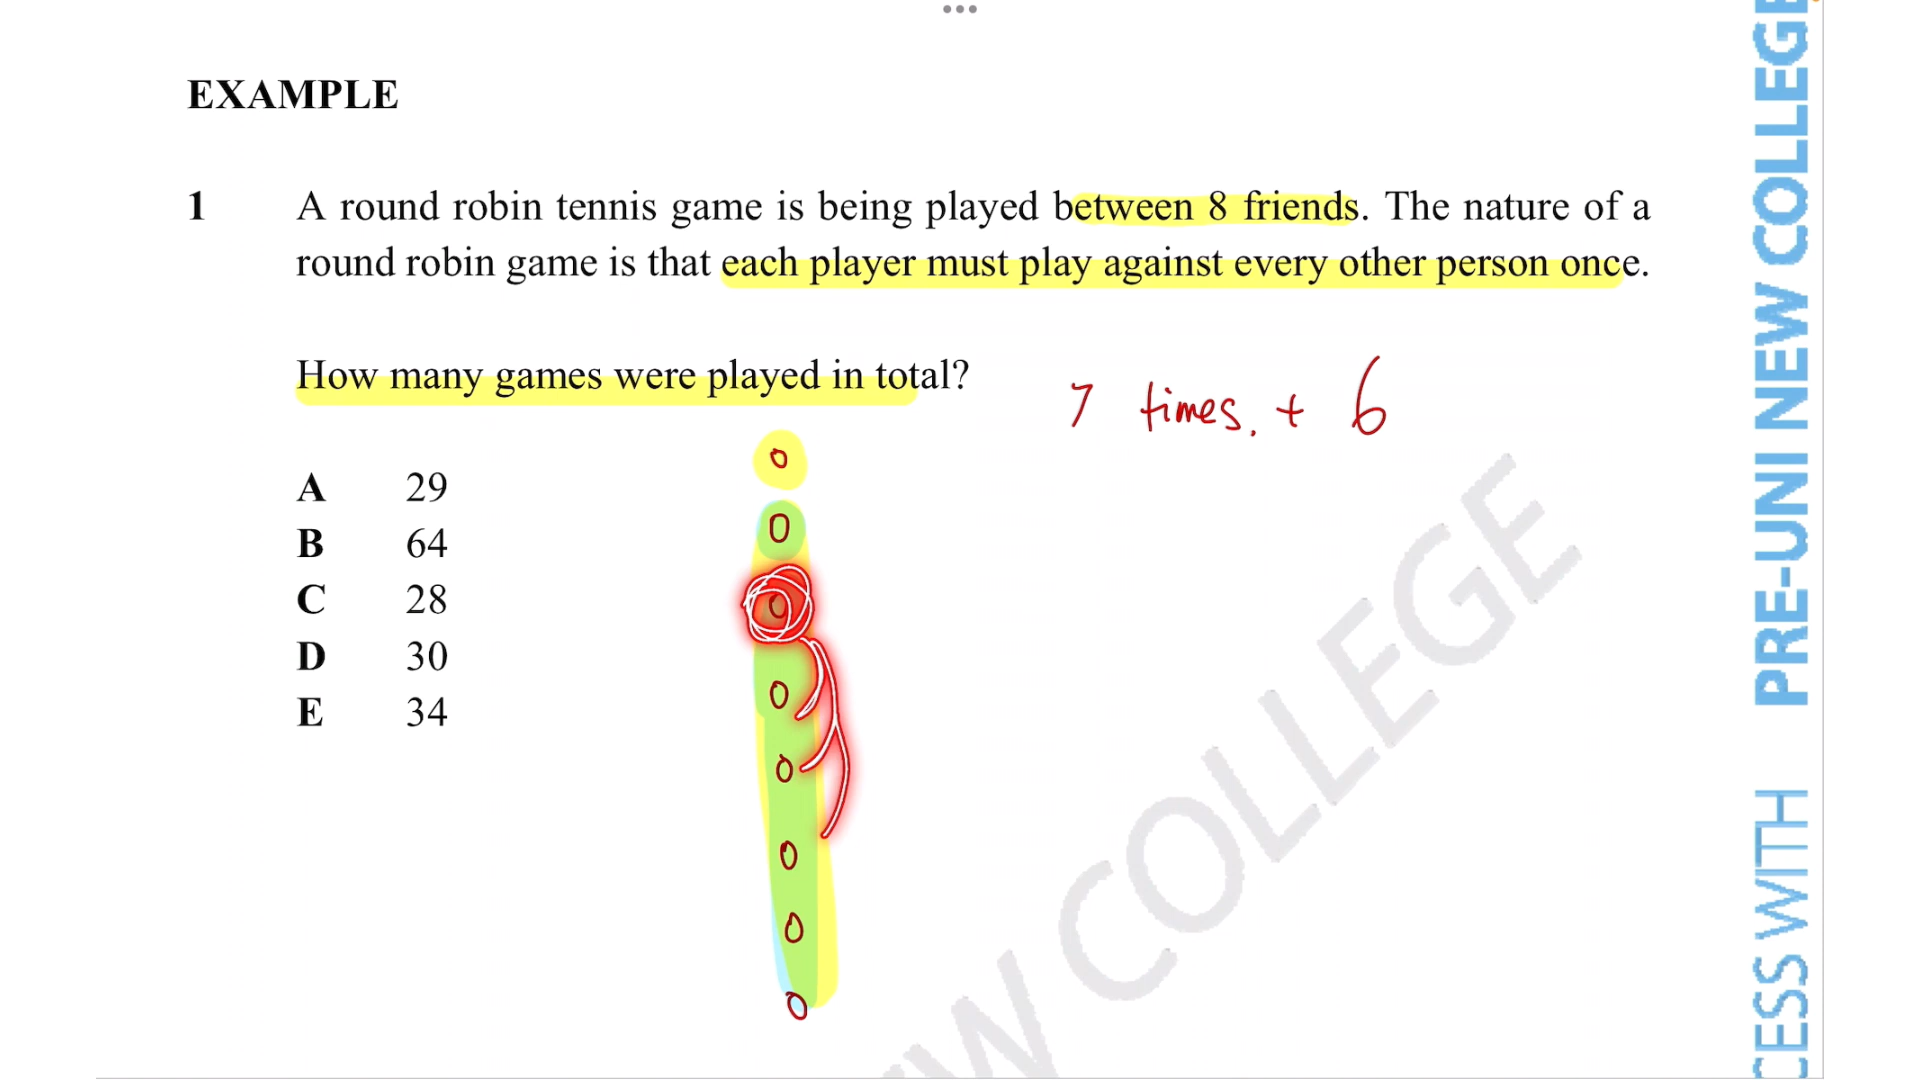 EXAMPLE
1 A round robin tennis game is being played between 8 friends. The nature of a
round robin game is that each player must play against every other person once.
How many games were played in total?
7 times. + 6
A 29
B 64
C 28
D 30
E 34
W COLLEGE
CESS WITH PRE-UNI NEW COLLEGE